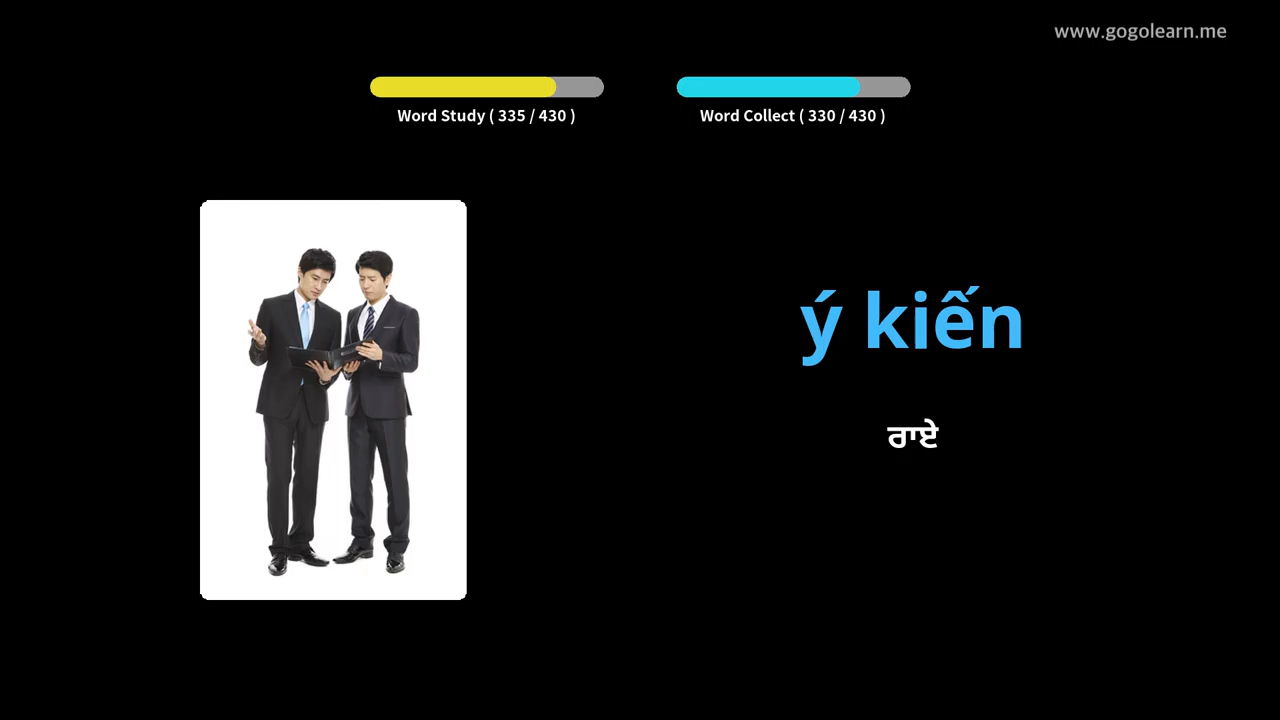 www.gogolearn.me
Word Study ( 335 / 430 )
Word Collect ( 330 / 430 )
ý kiến
ਰਾਏ